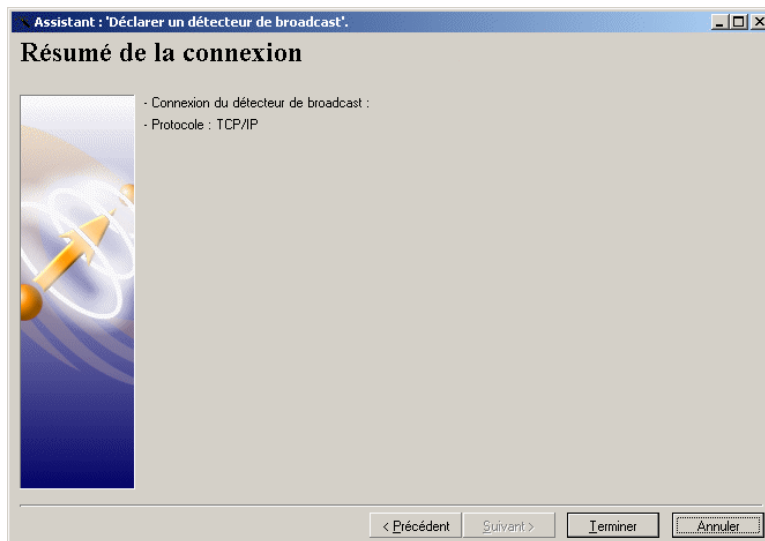 Assistant : 'Déclarer un détecteur de broadcast'.
Résumé de la connexion
- Connexion du détecteur de broadcast :
- Protocole : TCP/IP
< Précédent Suivant > Terminer Annuler